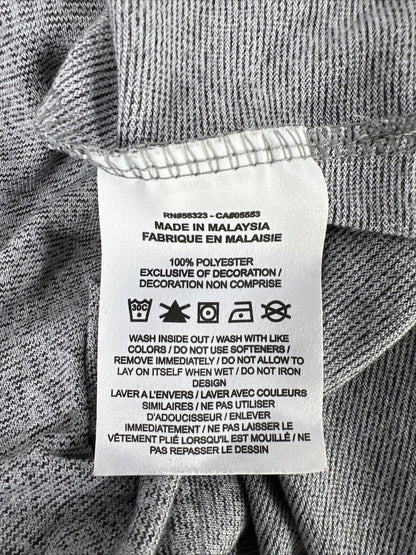 RN#56323 - CA#05553
MADE IN MALAYSIA
FABRIQUE EN MALAISIE
100% POLYESTER
EXCLUSIVE OF DECORATION /
DECORATION NON COMPRISE
30C
WASH INSIDE OUT / WASH WITH LIKE
COLORS / DO NOT USE SOFTENERS /
REMOVE IMMEDIATELY / DO NOT ALLOW TO
LAY ON ITSELF WHEN WET / DO NOT IRON
DESIGN
LAVER A L'ENVERS / LAVER AVEC COULEURS
SIMILAIRES / NE PAS UTILISER
D'ADOUCISSEUR / ENLEVER
IMMEDIATEMENT / NE PAS LAISSER LE
VÊTEMENT PLIÉ LORSQU'IL EST MOUILLÉ / NE
PAS REPASSER LE DESSIN